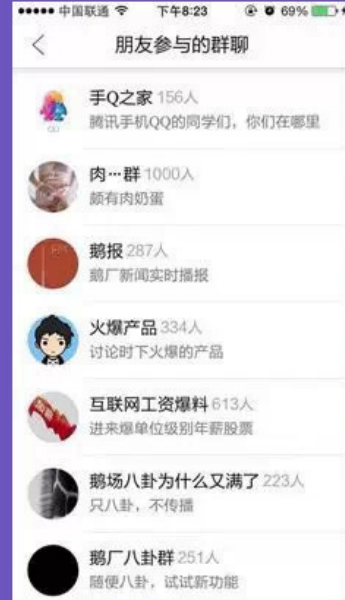 中国联通 下午8:23 69%
朋友参与的群聊
手Q之家 156人
腾讯手机QQ的同学们，你们在哪里
肉…群 1000人
颇有肉奶蛋
鹅报 287人
鹅厂新闻实时播报
火爆产品 334人
讨论时下火爆的产品
互联网工资爆料 613人
进来爆单位级别年薪股票
鹅场八卦为什么又满了 223人
只八卦，不传播
鹅厂八卦群 251人
随便八卦，试试新功能